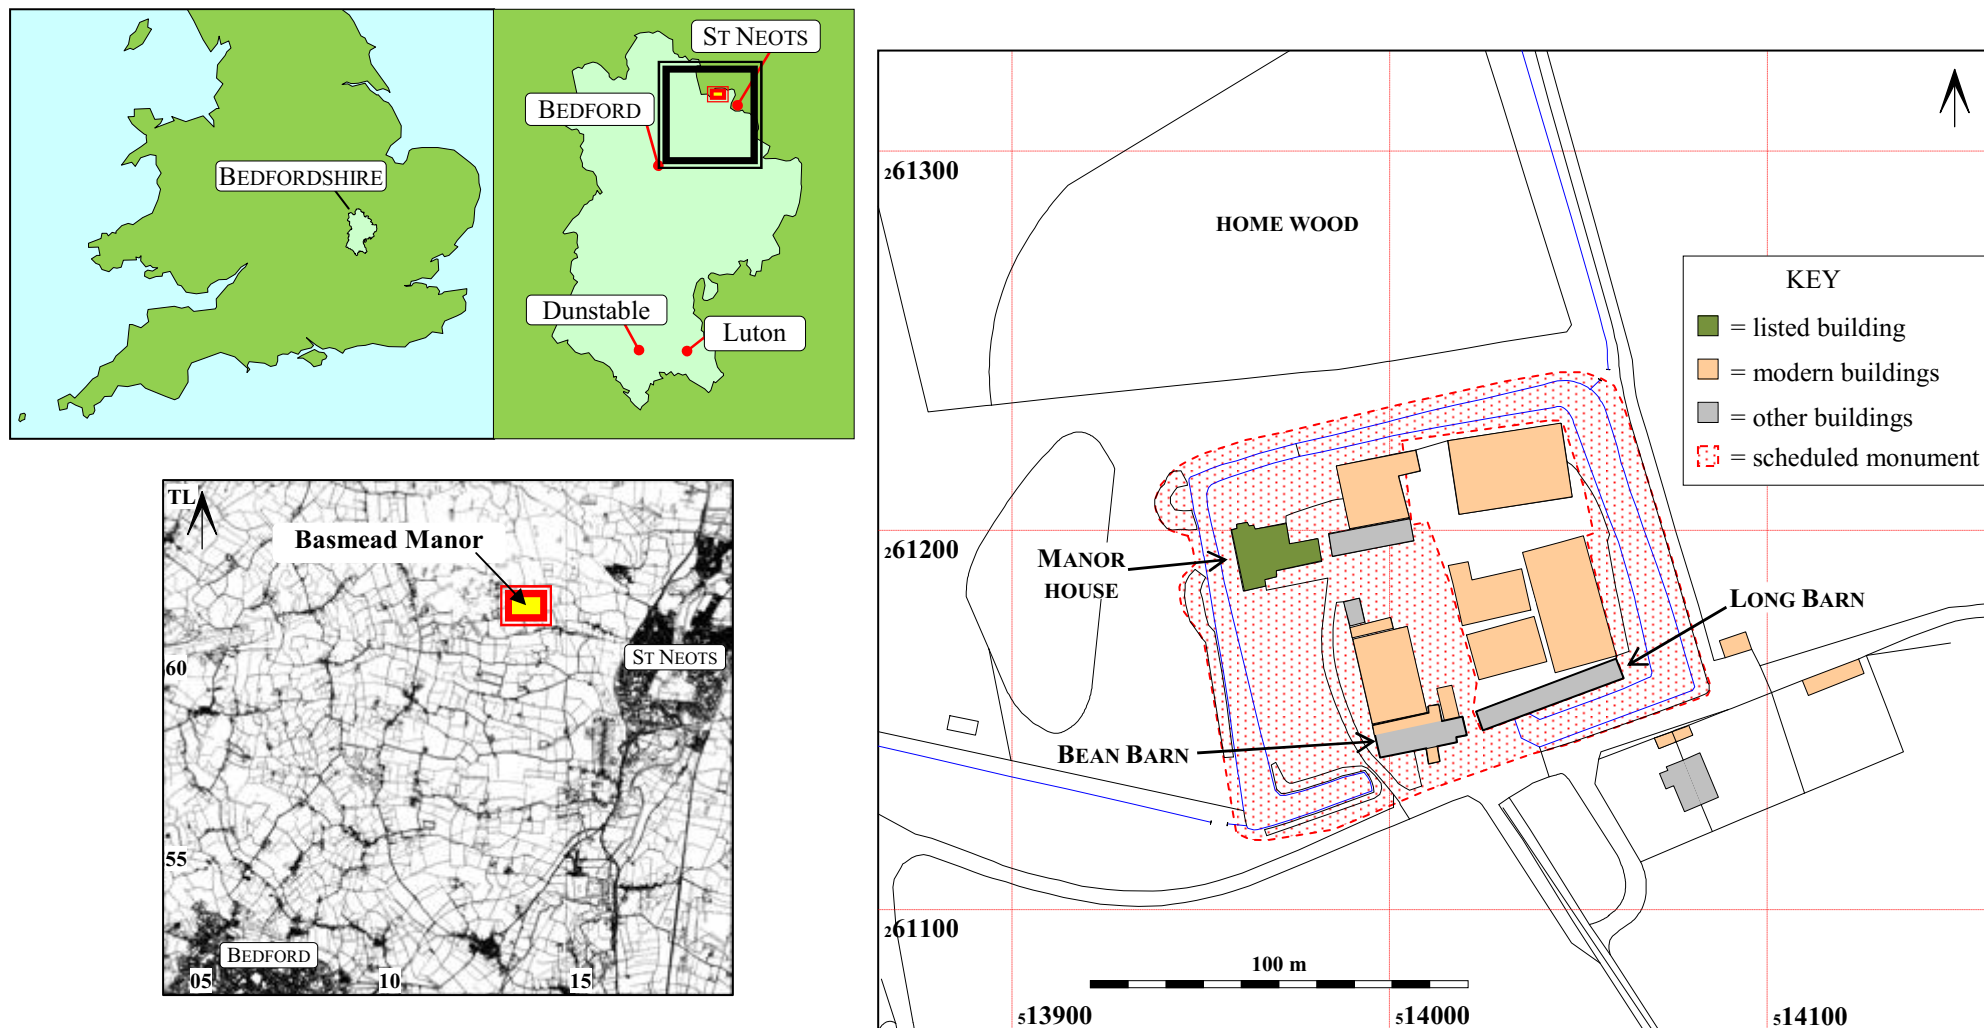 ST NEOTS
BEDFORD
BEDFORDSHIRE
Dunstable
Luton
TL
Basmead Manor
ST NEOTS
60
55
BEDFORD
05
10
15
261300
HOME WOOD
KEY
= listed building
= modern buildings
= other buildings
= scheduled monument
261200
MANOR
HOUSE
LONG BARN
BEAN BARN
261100
100 m
513900
514000
514100